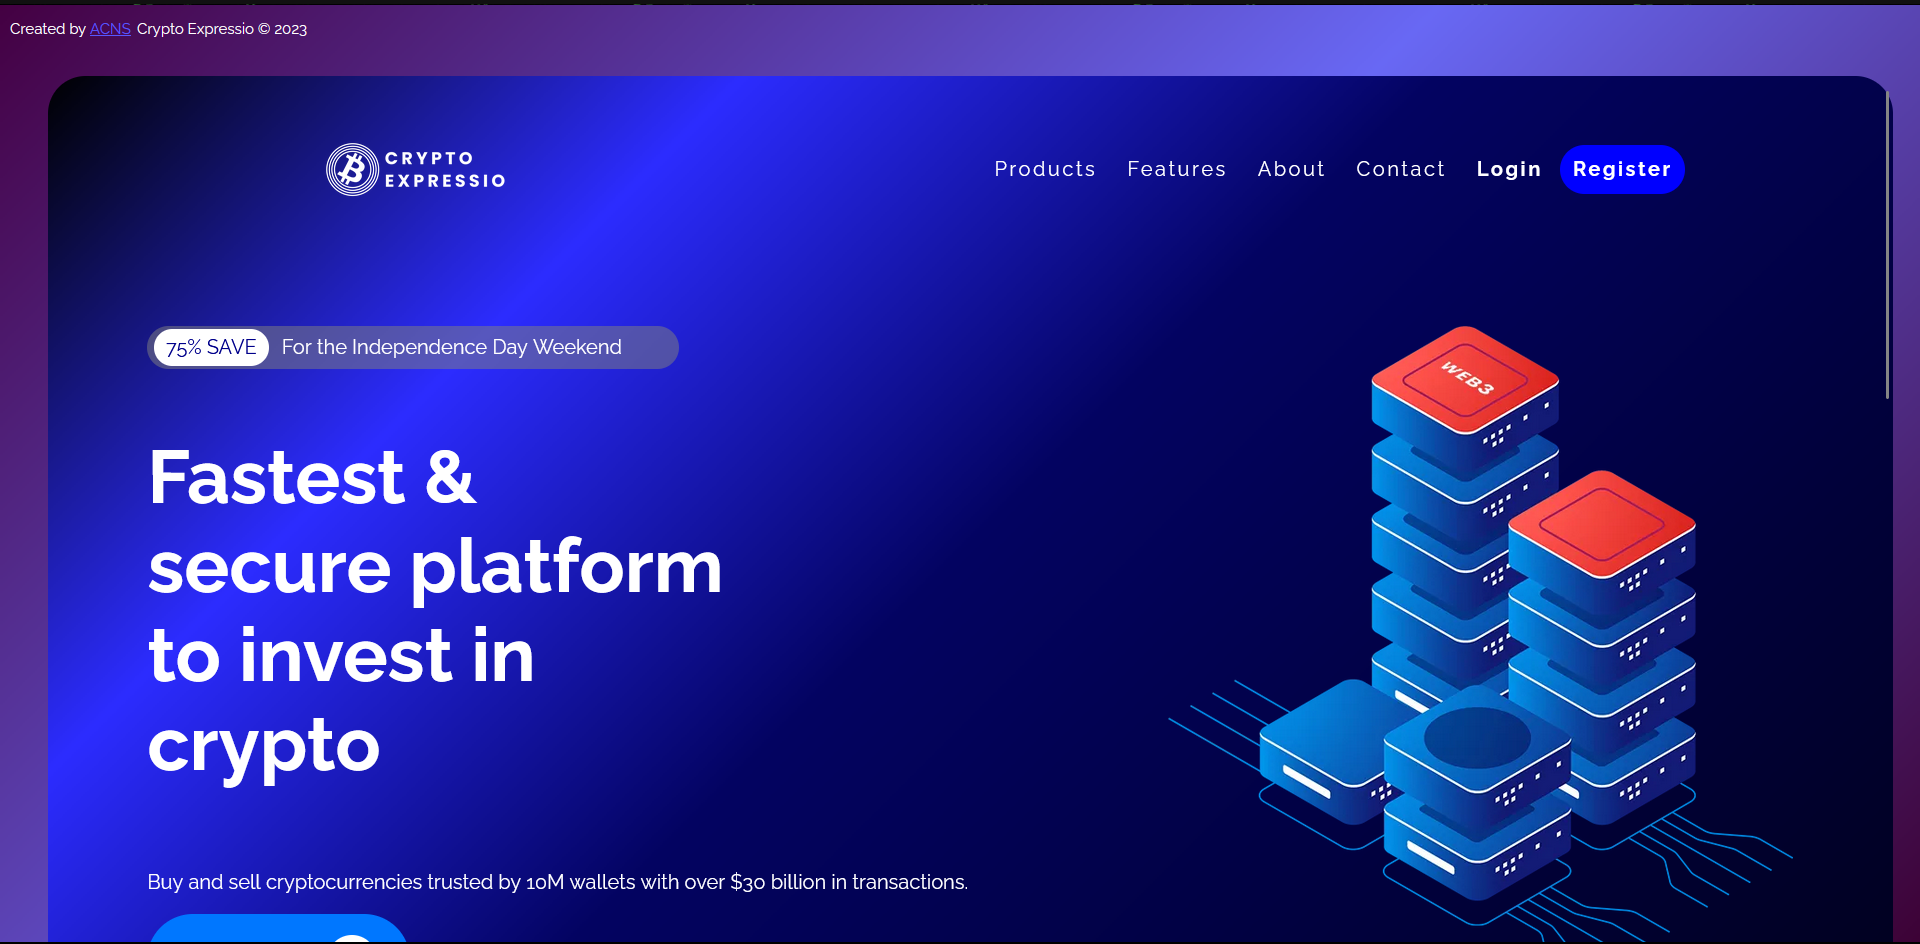 Created by ACNS Crypto Expressio © 2023
CRYPTO
EXPRESSIO
Products Features About Contact Login Register
75% SAVE For the Independence Day Weekend
WEB3
Fastest &
secure platform
to invest in
crypto
Buy and sell cryptocurrencies trusted by 10M wallets with over $30 billion in transactions.